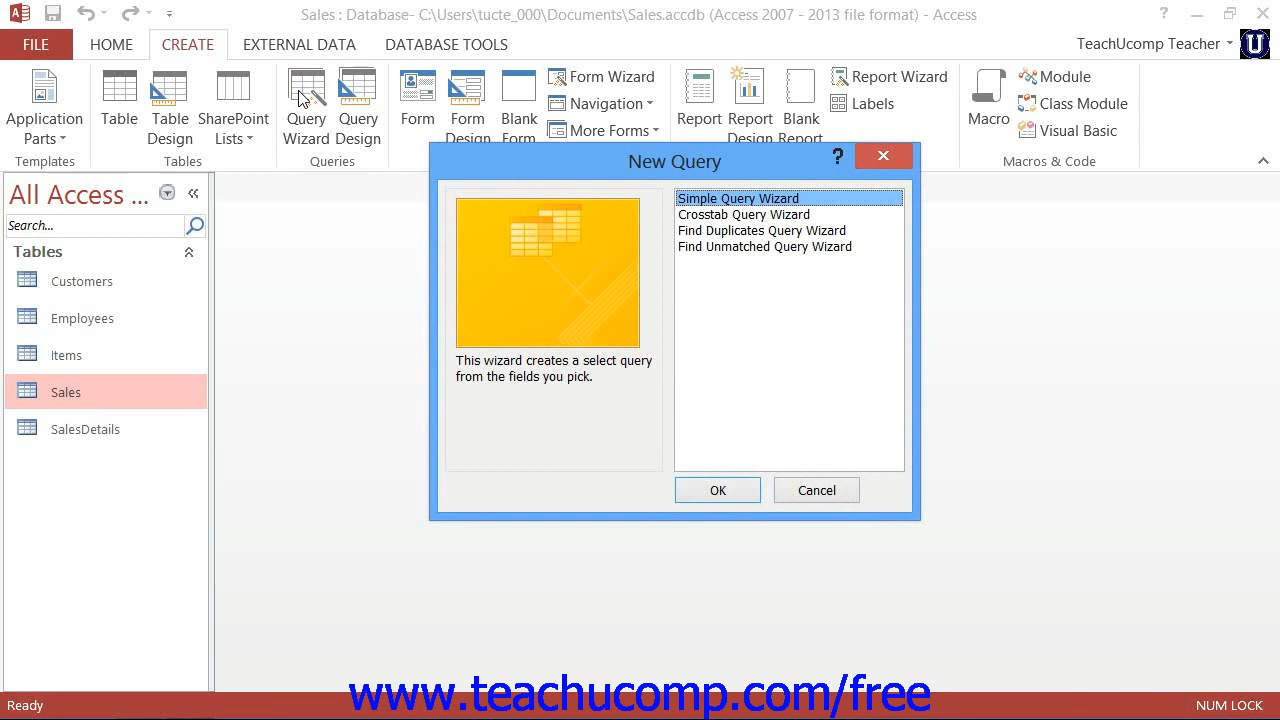 Sales : Database- C:\Users\tucte_000\Documents\Sales.accdb (Access 2007 - 2013 file format) - Access
?
FILE HOME CREATE EXTERNAL DATA DATABASE TOOLS
TeachUcomp Teacher
U
Application Parts
Templates
Table
Table Design
SharePoint Lists
Tables
Query Wizard
Query Design
Queries
Form
Form Design
Blank Form
Form Wizard
Navigation
More Forms
Report
Report Design
Blank Report
Report Wizard
Labels
Macro
Module
Class Module
Visual Basic
Macros & Code
All Access ...
Search...
Tables
Customers
Employees
Items
Sales
SalesDetails
New Query
?
Simple Query Wizard
Crosstab Query Wizard
Find Duplicates Query Wizard
Find Unmatched Query Wizard
This wizard creates a select query
from the fields you pick.
OK Cancel
www.teachucomp.com/free
Ready
NUM LOCK